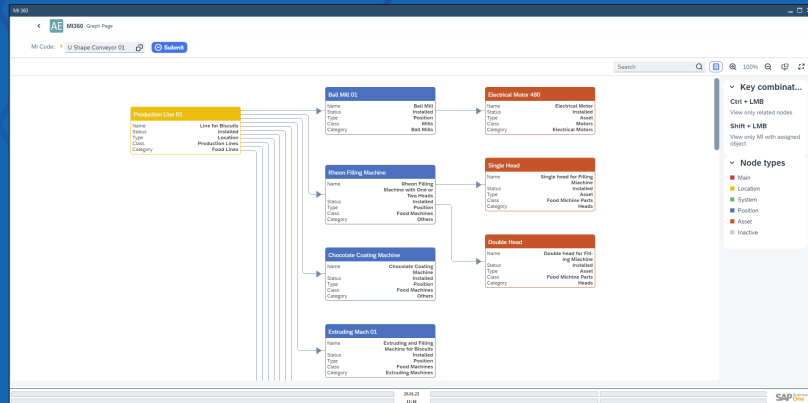 MI 360
AE MI360 Graph Page
MI Code: U Shape Conveyor 01 Submit
Search 100%
Production Line 01
Name Line for Biscuits
Status Installed
Type Location
Class Production Lines
Category Food Lines
Ball Mill 01
Name Ball Mill
Status Installed
Type Position
Class Mills
Category Ball Mills
Electrical Motor 480
Name Electrical Motor
Status Installed
Type Asset
Class Motors
Category Electrical Motors
Rheon Filling Machine
Name Rheon Filling
Machine with One or
Two Heads
Status Installed
Type Position
Class Food Machines
Category Others
Single Head
Name Single head for Filling
Machine
Status Installed
Type Asset
Class Food Michine Parts
Category Heads
Double Head
Name Double head for Fill-
ing Miachine
Status Installed
Type Asset
Class Food Michine Parts
Category Heads
Chocolate Coating Machine
Name Chocolate Coating
Machine
Status Installed
Type Position
Class Food Machines
Category Others
Extruding Mach 01
Name Extruding and Filling
Machine for Biscuits
Status Installed
Type Position
Class Food Machines
Category Extruding Machines
Key combinat...
Ctrl + LMB
View only related nodes
Shift + LMB
View only MI with assigned
object
Node types
Main
Location
System
Position
Asset
Inactive
20.01.23
11:16
SAP Business One